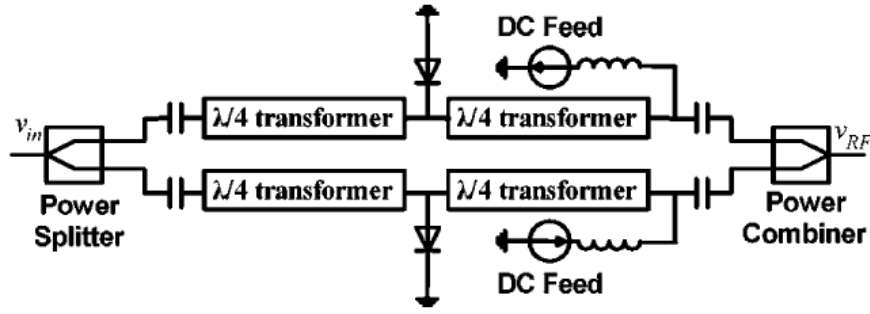 DC Feed
v_in
λ/4 transformer
λ/4 transformer
v_RF
λ/4 transformer
λ/4 transformer
Power
Splitter
Power
Combiner
DC Feed